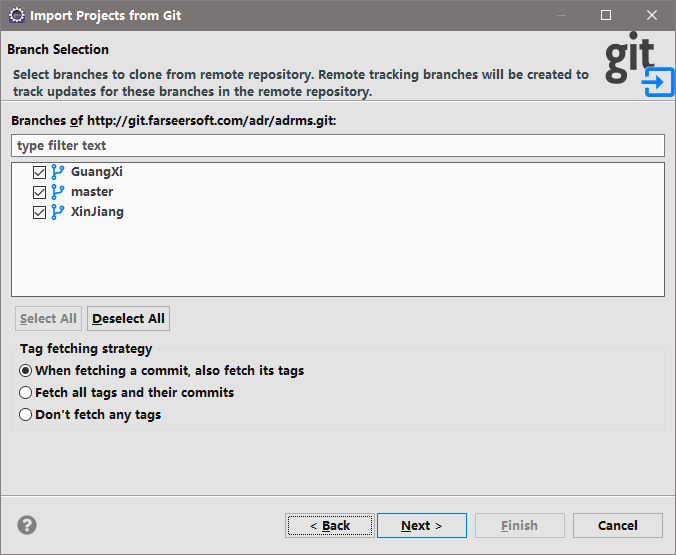 Import Projects from Git
Branch Selection
Select branches to clone from remote repository. Remote tracking branches will be created to
track updates for these branches in the remote repository.
git
Branches of http://git.farseersoft.com/adr/adrms.git:
type filter text
GuangXi
master
XinJiang
Select All
Deselect All
Tag fetching strategy
When fetching a commit, also fetch its tags
Fetch all tags and their commits
Don't fetch any tags
?
< Back
Next >
Finish
Cancel